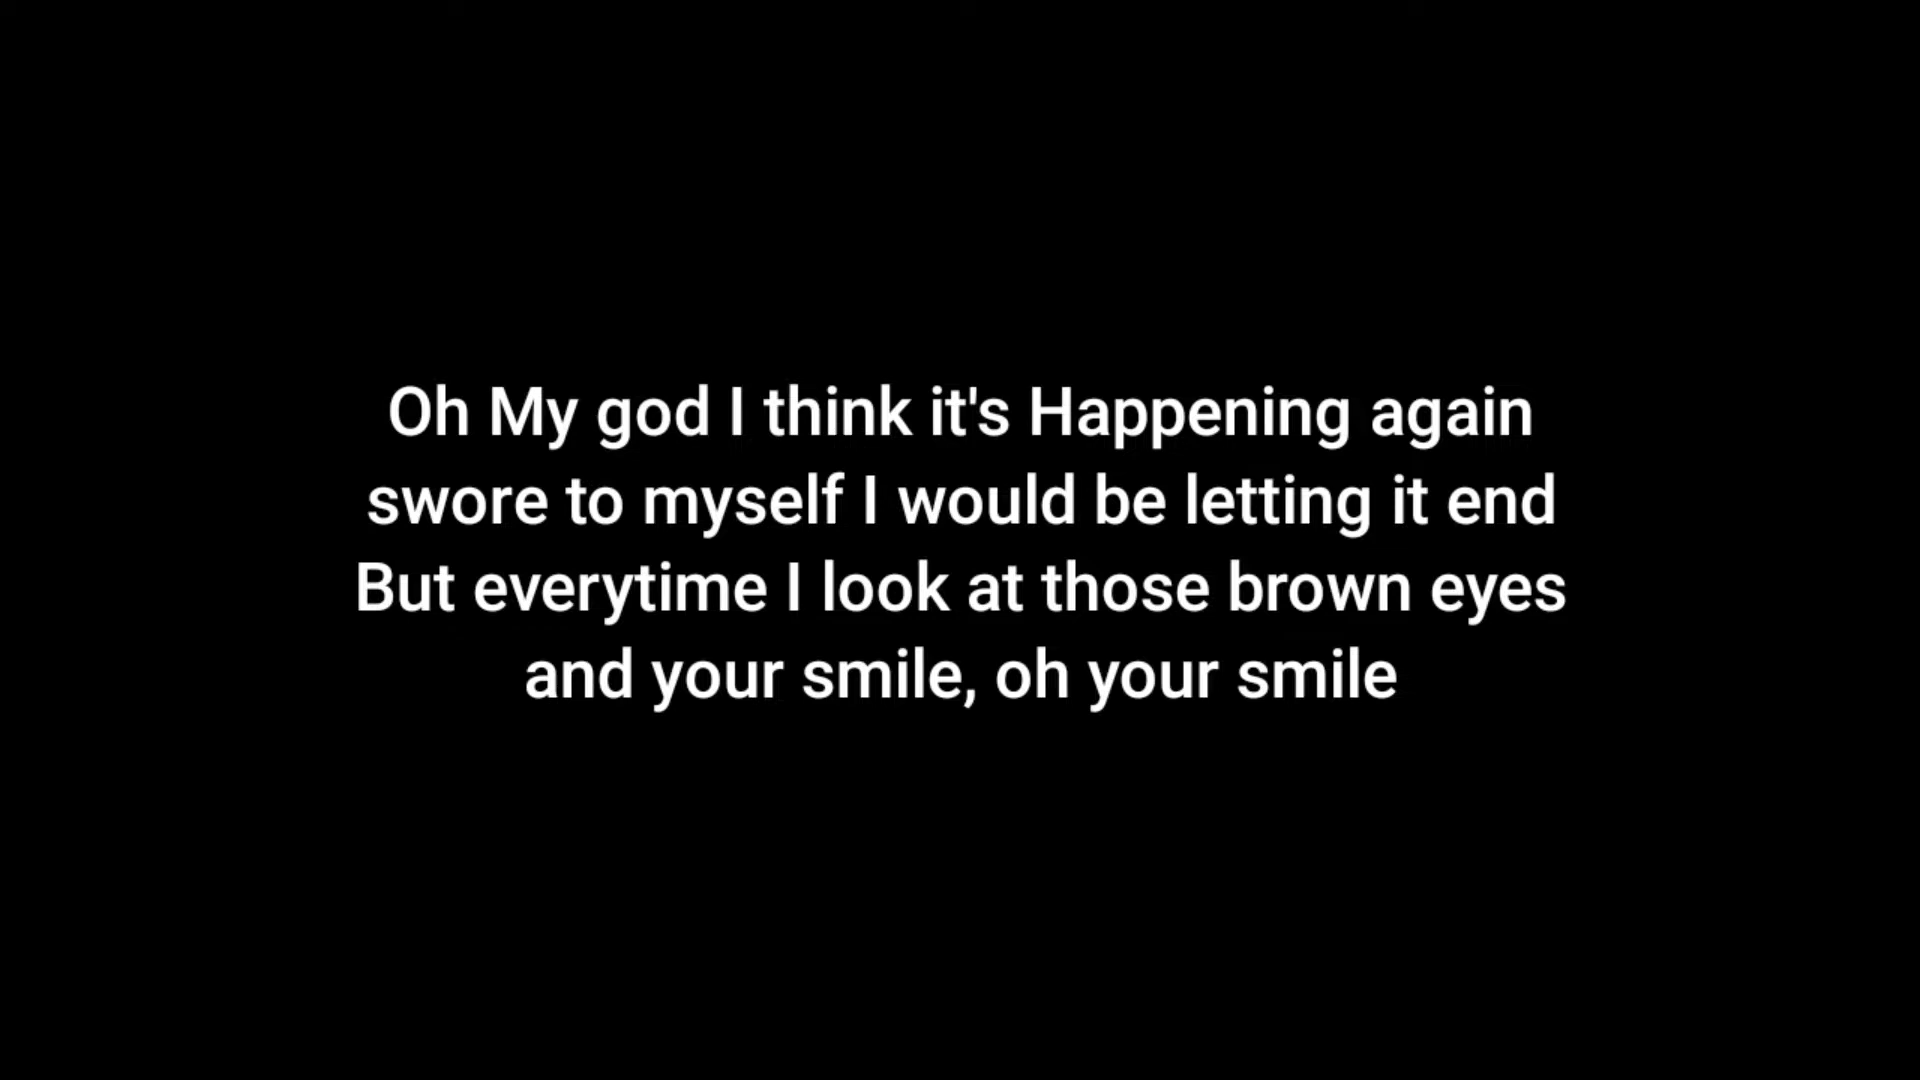 Oh My god I think it's Happening again
swore to myself I would be letting it end
But everytime I look at those brown eyes
and your smile, oh your smile